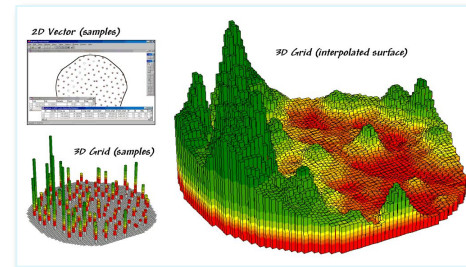 2D Vector (samples)
3D Grid (interpolated surface)
3D Grid (samples)